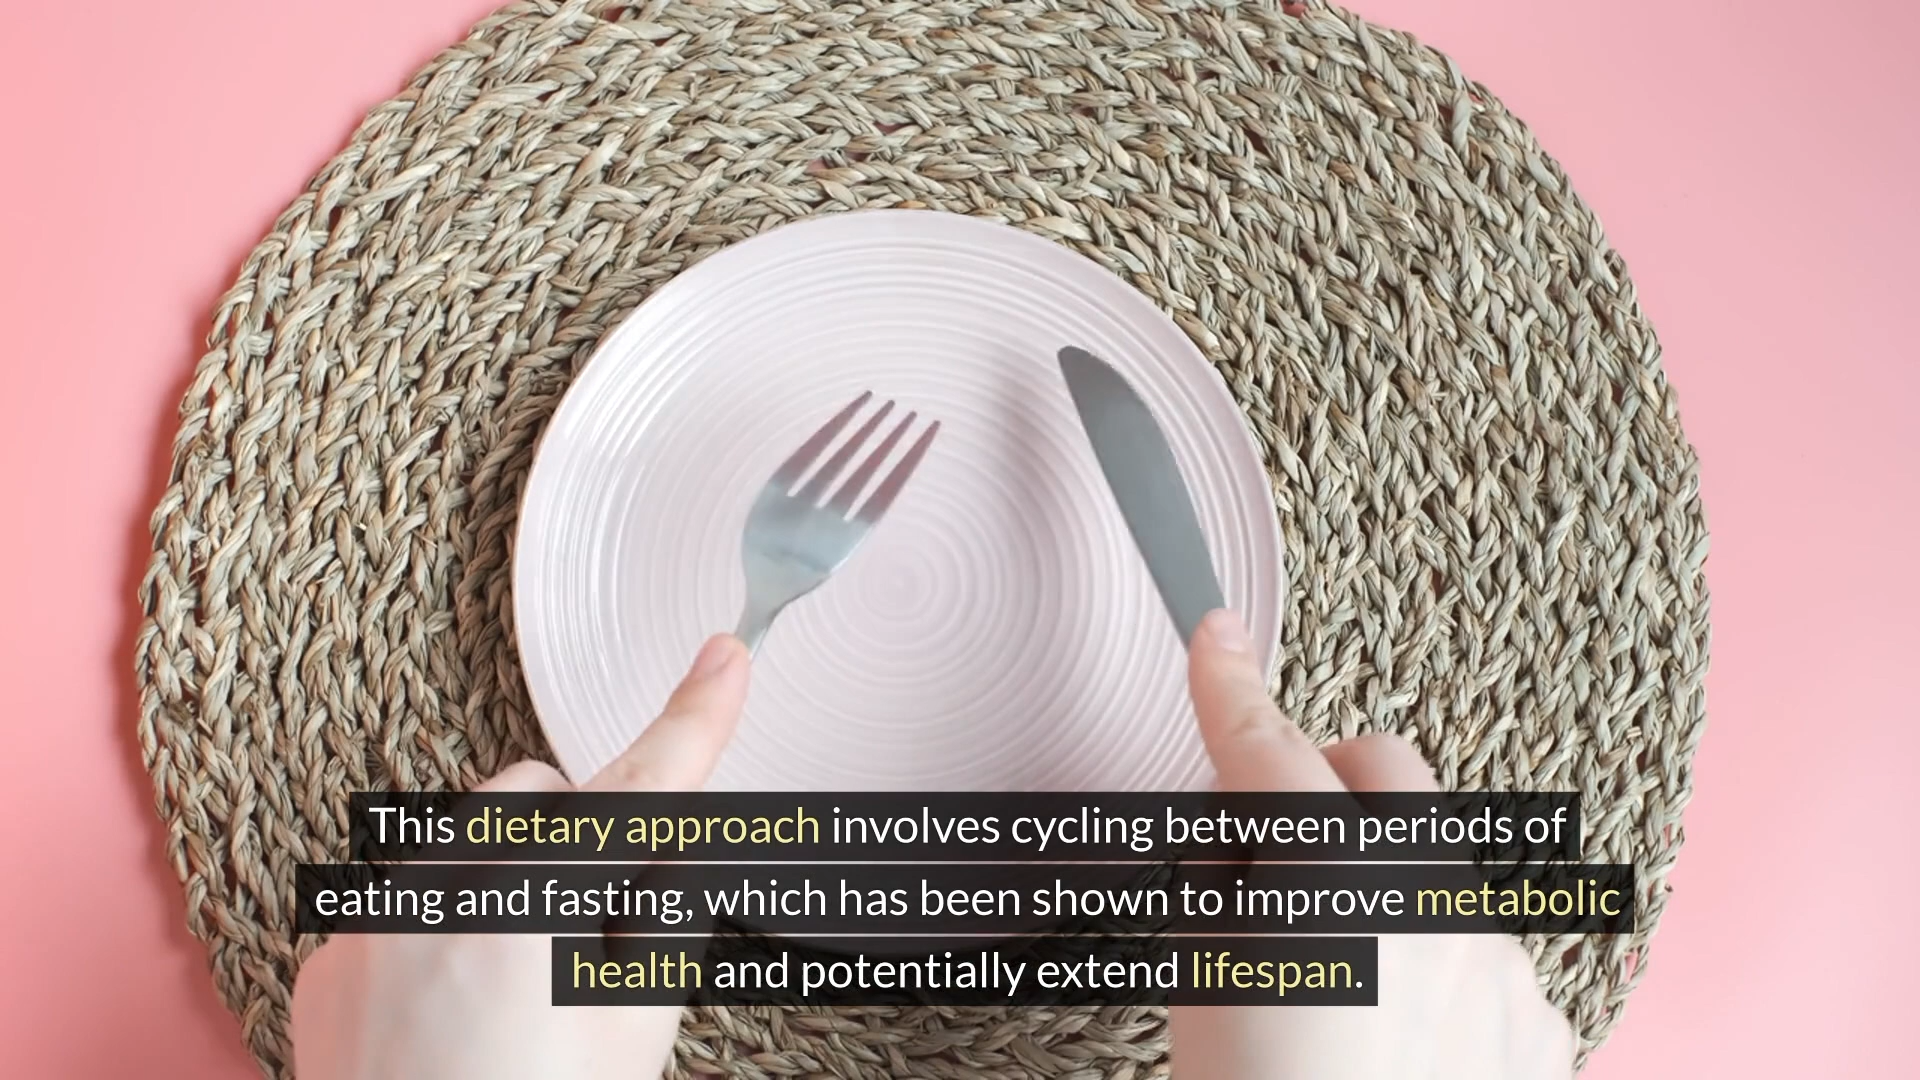 This dietary approach involves cycling between periods of
eating and fasting, which has been shown to improve metabolic
health and potentially extend lifespan.